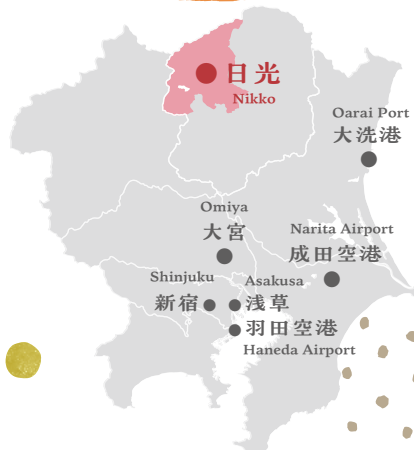 日光
Nikko
Oarai Port
大洗港
Omiya
大宮
Narita Airport
成田空港
Shinjuku
新宿
Asakusa
浅草
羽田空港
Haneda Airport